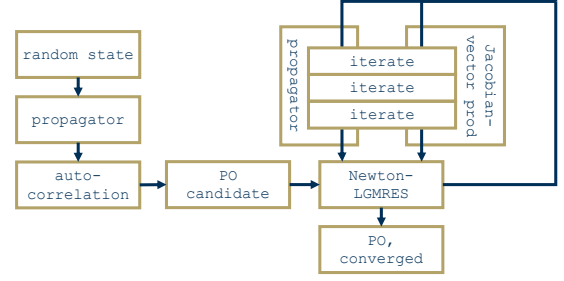 random state
propagator
auto-
correlation
PO
candidate
propagator
iterate
iterate
iterate
Jacobian-
vector prod
Newton-
LGMRES
PO,
converged